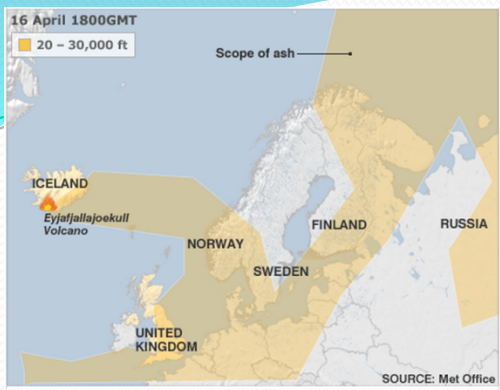 16 April 1800GMT
20 – 30,000 ft
Scope of ash
ICELAND
Eyjafjallajoekull
Volcano
NORWAY
FINLAND
RUSSIA
SWEDEN
UNITED
KINGDOM
SOURCE: Met Office